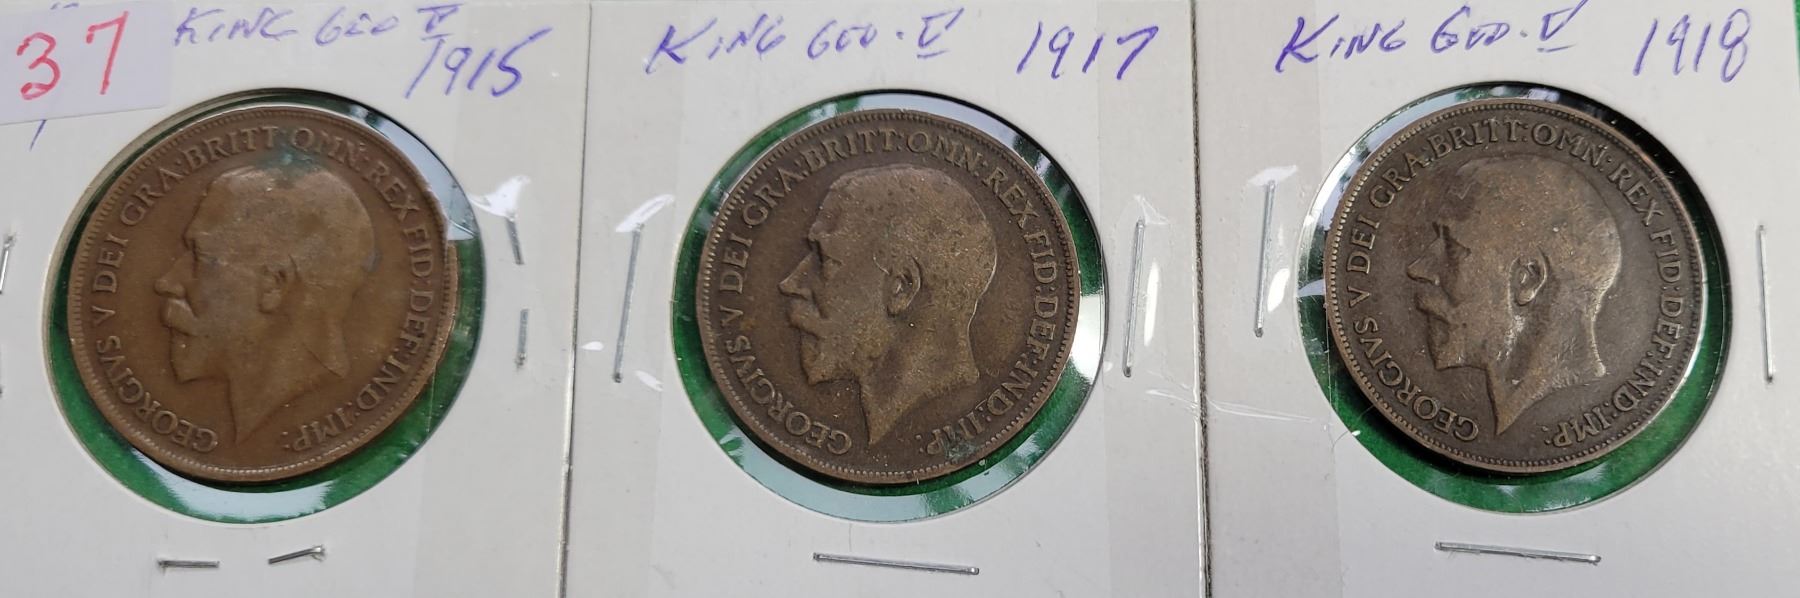 37
KING GEO V
1915
KING GEO. V 1917
KING GEO. V 1918
GEORGIVS V DEI GRA: BRITT: OMN: REX FID: DEF: IND: IMP:
GEORGIVS V DEI GRA: BRITT: OMN: REX FID: DEF: IND: IMP:
GEORGIVS V DEI GRA: BRITT: OMN: REX FID: DEF: IND: IMP: